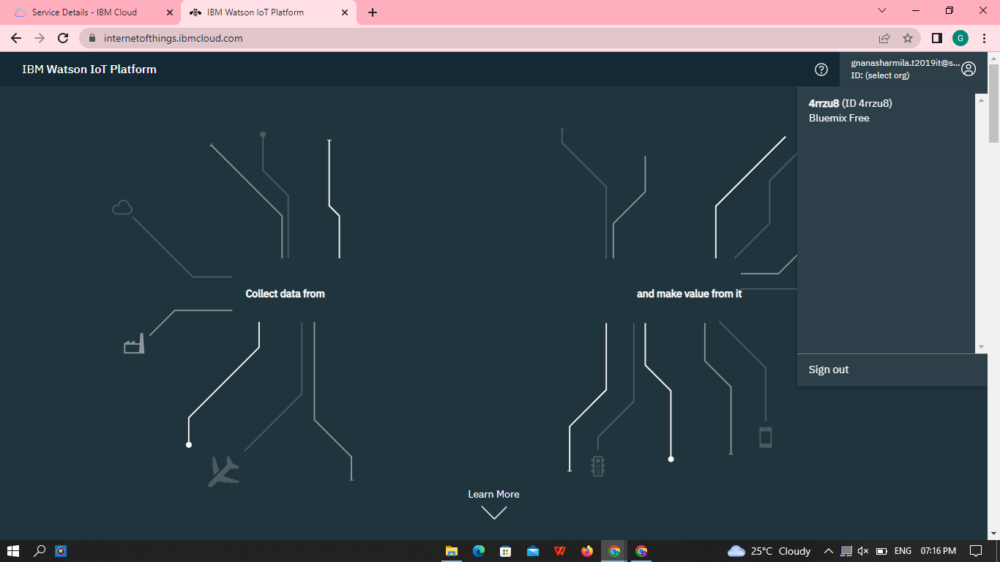 Service Details - IBM Cloud
IBM Watson IoT Platform
internetofthings.ibmcloud.com
G
IBM Watson IoT Platform
gnanasharmila.t2019it@s...
ID: (select org)
4rrzu8 (ID 4rrzu8)
Bluemix Free
Collect data from
and make value from it
Sign out
Learn More
25°C Cloudy
ENG
07:16 PM